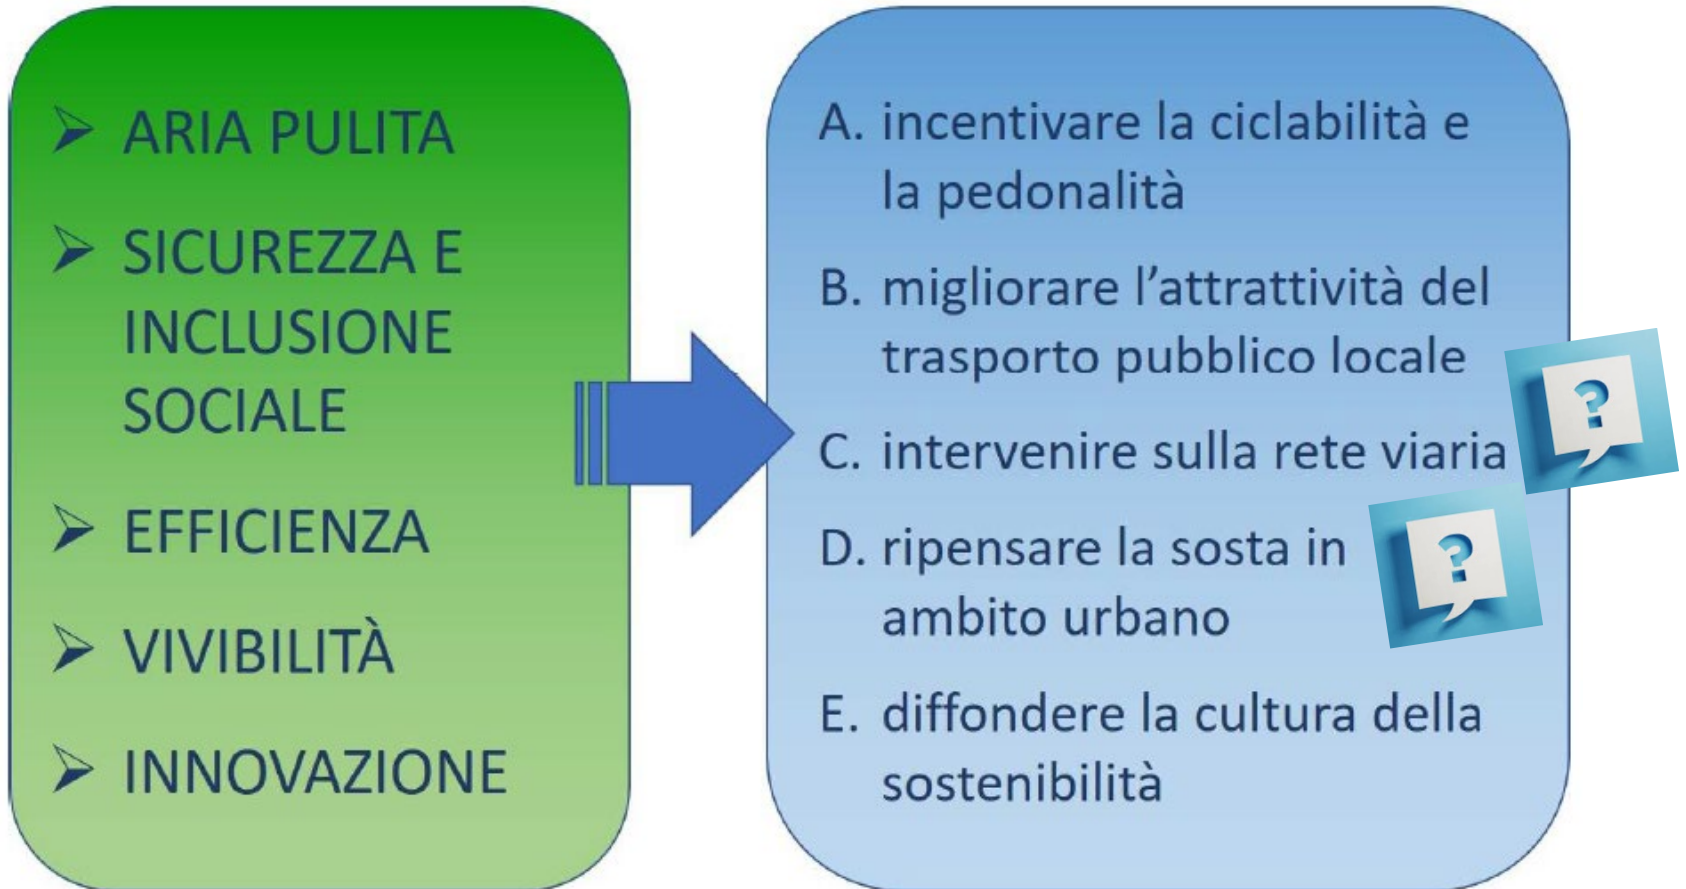 ➢ ARIA PULITA
➢ SICUREZZA E
INCLUSIONE
SOCIALE
➢ EFFICIENZA
➢ VIVIBILITÀ
➢ INNOVAZIONE
A. incentivare la ciclabilità e
la pedonalità
B. migliorare l’attrattività del
trasporto pubblico locale
C. intervenire sulla rete viaria
?
D. ripensare la sosta in
ambito urbano
?
E. diffondere la cultura della
sostenibilità